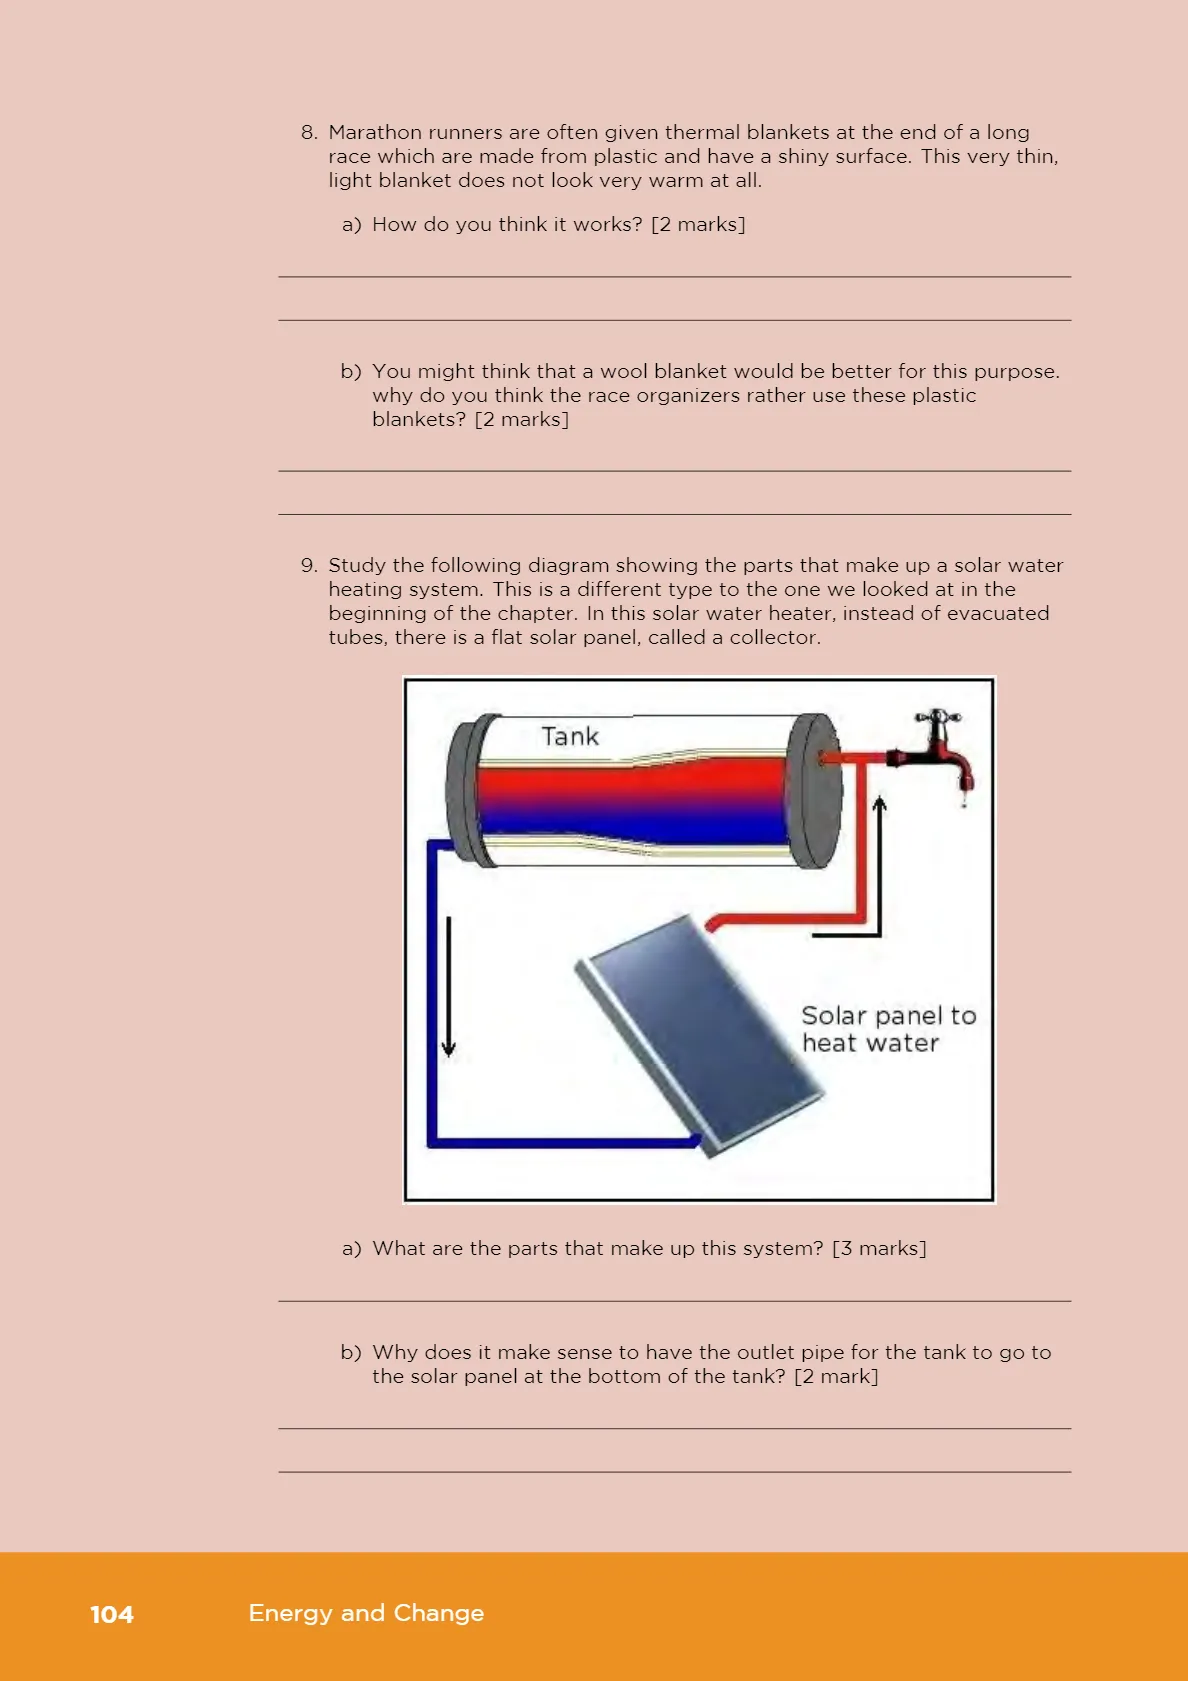 8. Marathon runners are often given thermal blankets at the end of a long
race which are made from plastic and have a shiny surface. This very thin,
light blanket does not look very warm at all.
a) How do you think it works? [2 marks]
b) You might think that a wool blanket would be better for this purpose.
why do you think the race organizers rather use these plastic
blankets? [2 marks]
9. Study the following diagram showing the parts that make up a solar water
heating system. This is a different type to the one we looked at in the
beginning of the chapter. In this solar water heater, instead of evacuated
tubes, there is a flat solar panel, called a collector.
Tank
Solar panel to
heat water
a) What are the parts that make up this system? [3 marks]
b) Why does it make sense to have the outlet pipe for the tank to go to
the solar panel at the bottom of the tank? [2 mark]
104 Energy and Change